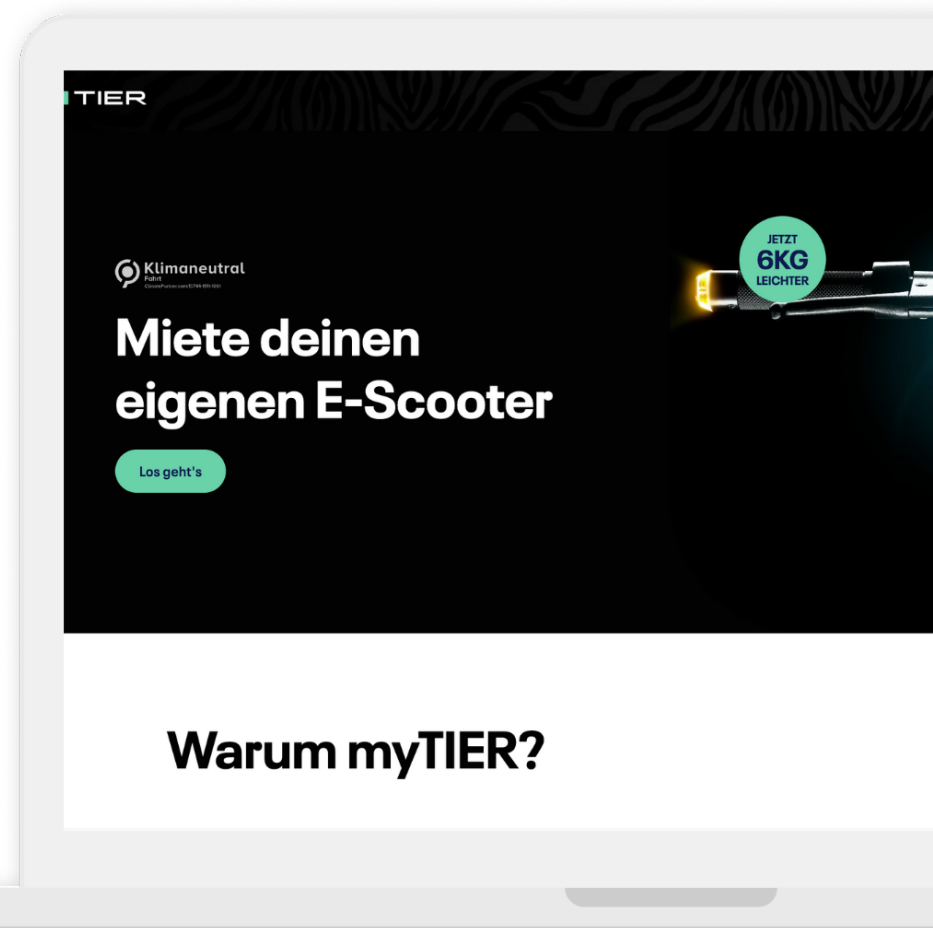 TIER
Klimaneutral
Fahrt
Miete deinen
eigenen E-Scooter
Los geht's
JETZT
6KG
LEICHTER
Warum myTIER?